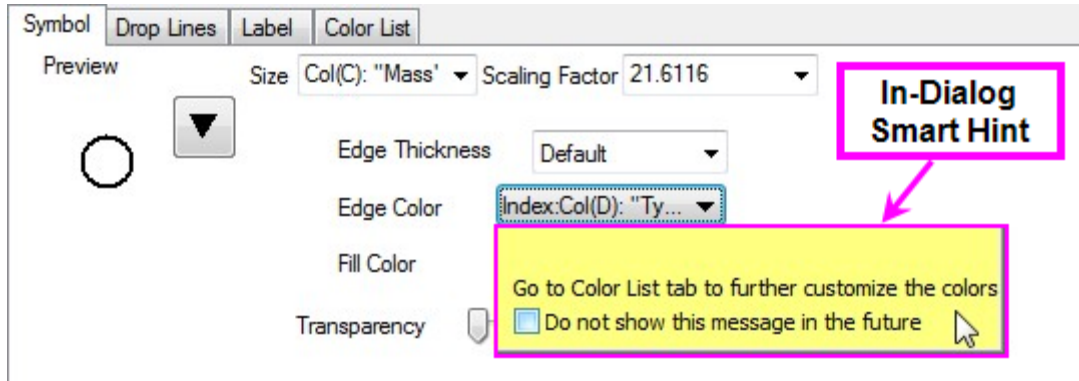 Symbol Drop Lines Label Color List
Preview
Size Col(C): "Mass' Scaling Factor 21.6116
In-Dialog
Smart Hint
Edge Thickness Default
Edge Color Index:Col(D): "Ty...
Fill Color
Go to Color List tab to further customize the colors
Transparency Do not show this message in the future